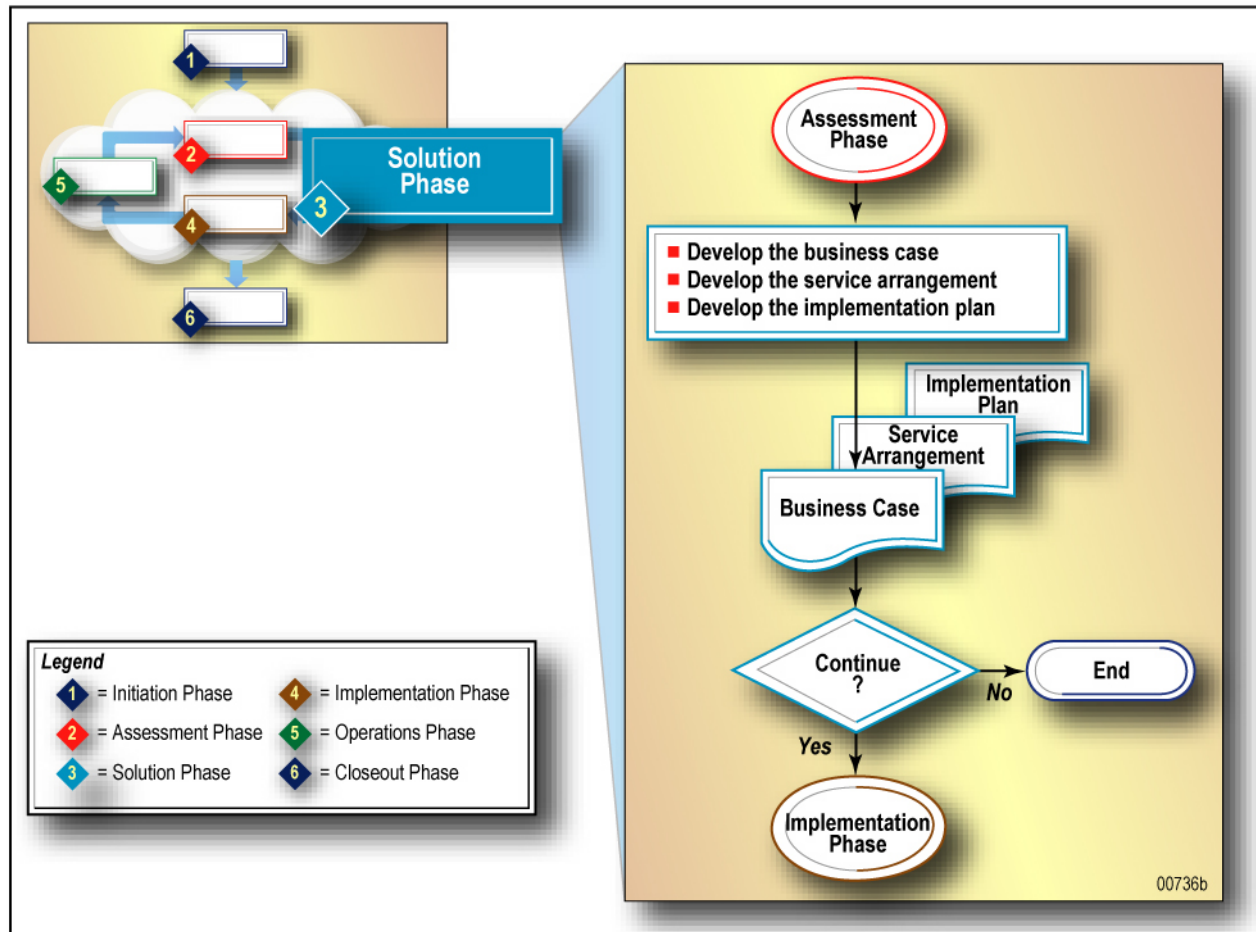 1
2
Solution
Phase
5
3
4
6
Assessment
Phase
Develop the business case
Develop the service arrangement
Develop the implementation plan
Implementation
Plan
Service
Arrangement
Business Case
Continue
?
No
End
Yes
Implementation
Phase
00736b
Legend
1 = Initiation Phase
2 = Assessment Phase
3 = Solution Phase
4 = Implementation Phase
5 = Operations Phase
6 = Closeout Phase